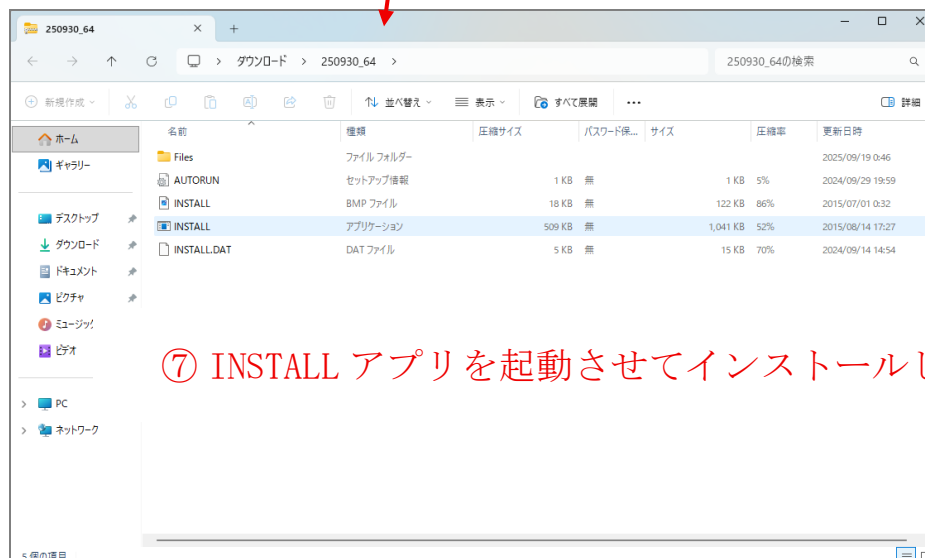 250930_64
ダウンロード > 250930_64 >
250930_64の検索
新規作成 並べ替え 表示 すべて展開 ... 詳細
名前 種類 圧縮サイズ パスワード保... サイズ 圧縮率 更新日時
ホーム
ギャラリー
デスクトップ
ダウンロード
ドキュメント
ピクチャ
ミュージック
ビデオ
PC
ネットワーク
Files ファイル フォルダー 2025/09/19 0:46
AUTORUN セットアップ情報 1 KB 無 1 KB 5% 2024/09/29 19:59
INSTALL BMP ファイル 18 KB 無 122 KB 86% 2015/07/01 0:32
INSTALL アプリケーション 509 KB 無 1,041 KB 52% 2015/08/14 17:27
INSTALL.DAT DAT ファイル 5 KB 無 15 KB 70% 2024/09/14 14:54
⑦ INSTALL アプリを起動させてインストールし
5 個の項目